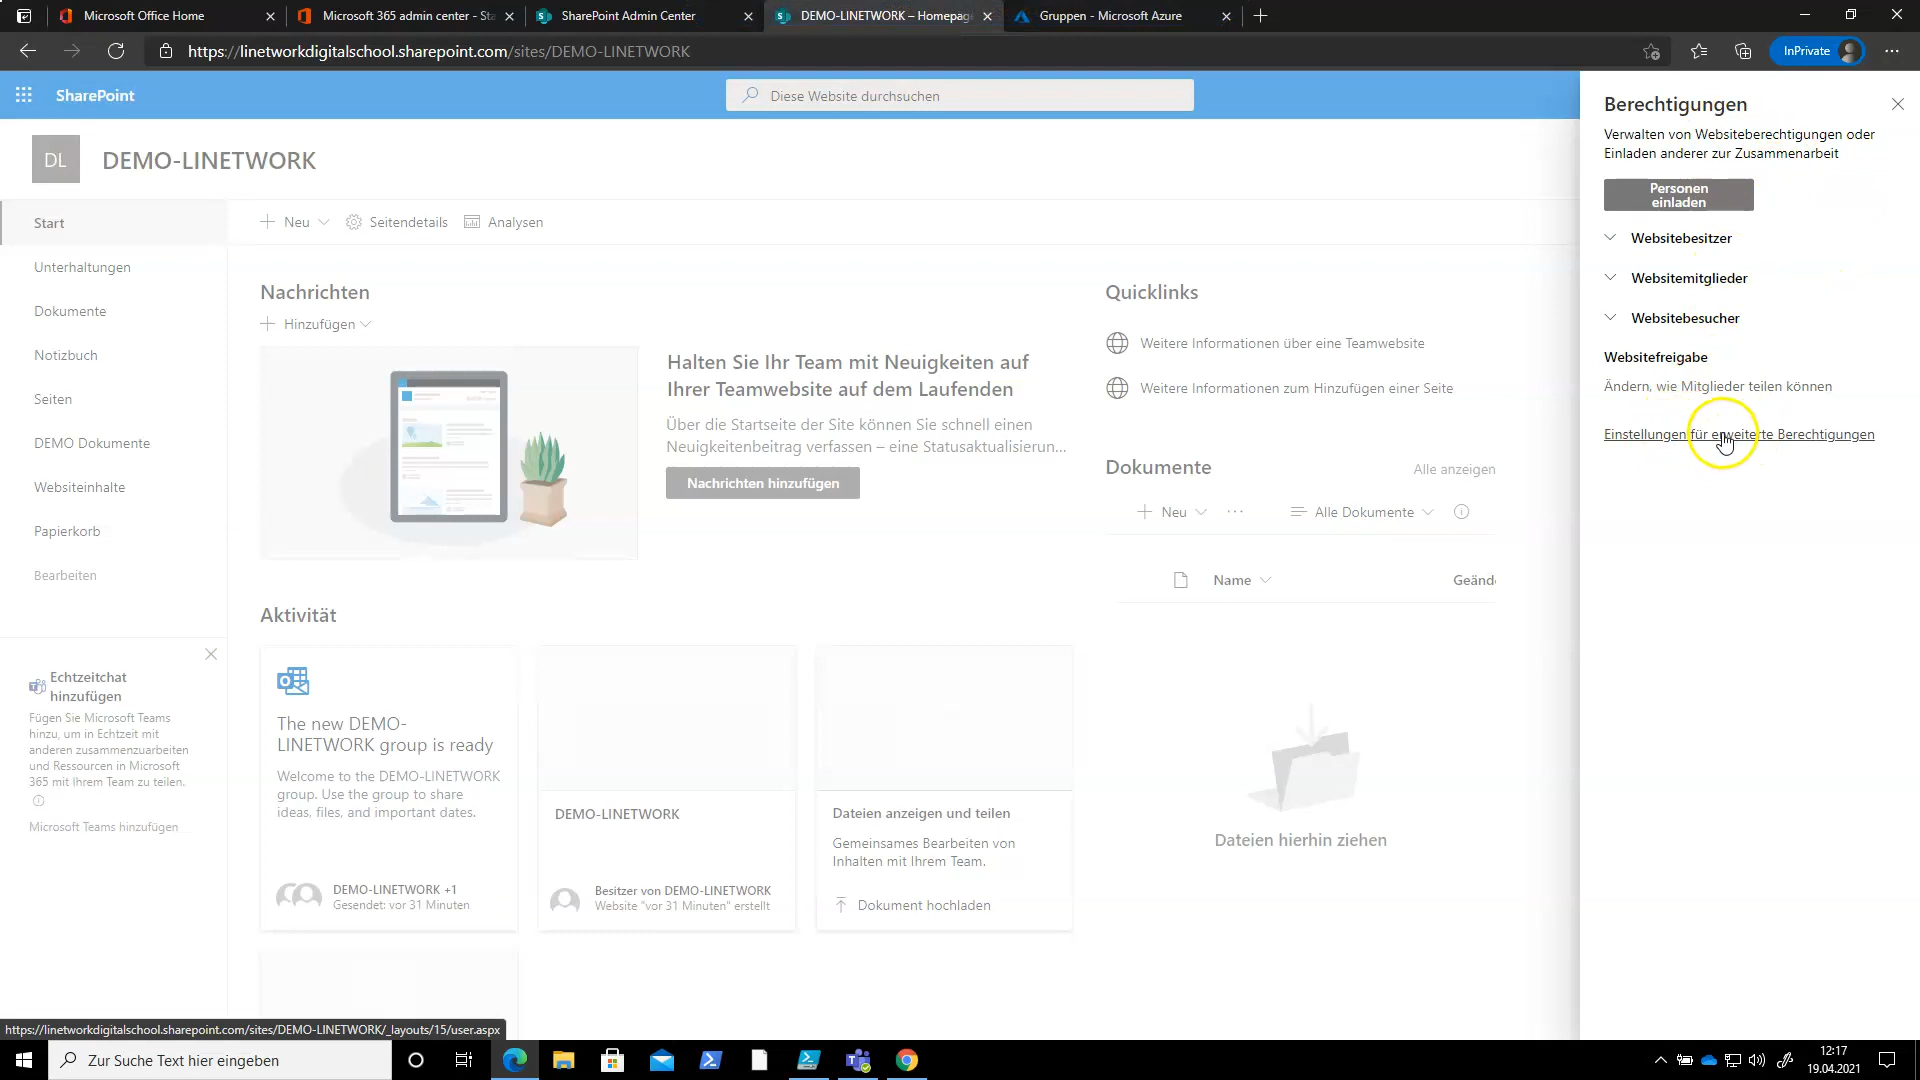 Microsoft Office Home
Microsoft 365 admin center - Sta
SharePoint Admin Center
DEMO-LINETWORK – Homepag
Gruppen - Microsoft Azure
https://linetworkdigitalschool.sharepoint.com/sites/DEMO-LINETWORK
InPrivate
SharePoint
Diese Website durchsuchen
DL
DEMO-LINETWORK
Start
Unterhaltungen
Dokumente
Notizbuch
Seiten
DEMO Dokumente
Websiteinhalte
Papierkorb
Bearbeiten
Echtzeitchat
hinzufügen
Fügen Sie Microsoft Teams
hinzu, um in Echtzeit mit
anderen zusammenzuarbeiten
und Ressourcen in Microsoft
365 mit Ihrem Team zu teilen.
Microsoft Teams hinzufügen
Neu
Seitendetails
Analysen
Nachrichten
Hinzufügen
Halten Sie Ihr Team mit Neuigkeiten auf
Ihrer Teamwebsite auf dem Laufenden
Über die Startseite der Site können Sie schnell einen
Neuigkeitenbeitrag verfassen – eine Statusaktualisierun...
Nachrichten hinzufügen
Aktivität
The new DEMO-
LINETWORK group is ready
Welcome to the DEMO-LINETWORK
group. Use the group to share
ideas, files, and important dates.
DEMO-LINETWORK +1
Gesendet: vor 31 Minuten
DEMO-LINETWORK
Besitzer von DEMO-LINETWORK
Website "vor 31 Minuten" erstellt
Dateien anzeigen und teilen
Gemeinsames Bearbeiten von
Inhalten mit Ihrem Team.
Dokument hochladen
Quicklinks
Weitere Informationen über eine Teamwebsite
Weitere Informationen zum Hinzufügen einer Seite
Dokumente
Alle anzeigen
Neu
Alle Dokumente
Name
Geände
Dateien hierhin ziehen
Berechtigungen
Verwalten von Websiteberechtigungen oder
Einladen anderer zur Zusammenarbeit
Personen
einladen
Websitebesitzer
Websitemitglieder
Websitebesucher
Websitefreigabe
Ändern, wie Mitglieder teilen können
Einstellungen für erweiterte Berechtigungen
https://linetworkdigitalschool.sharepoint.com/sites/DEMO-LINETWORK/_layouts/15/user.aspx
Zur Suche Text hier eingeben
12:17
19.04.2021